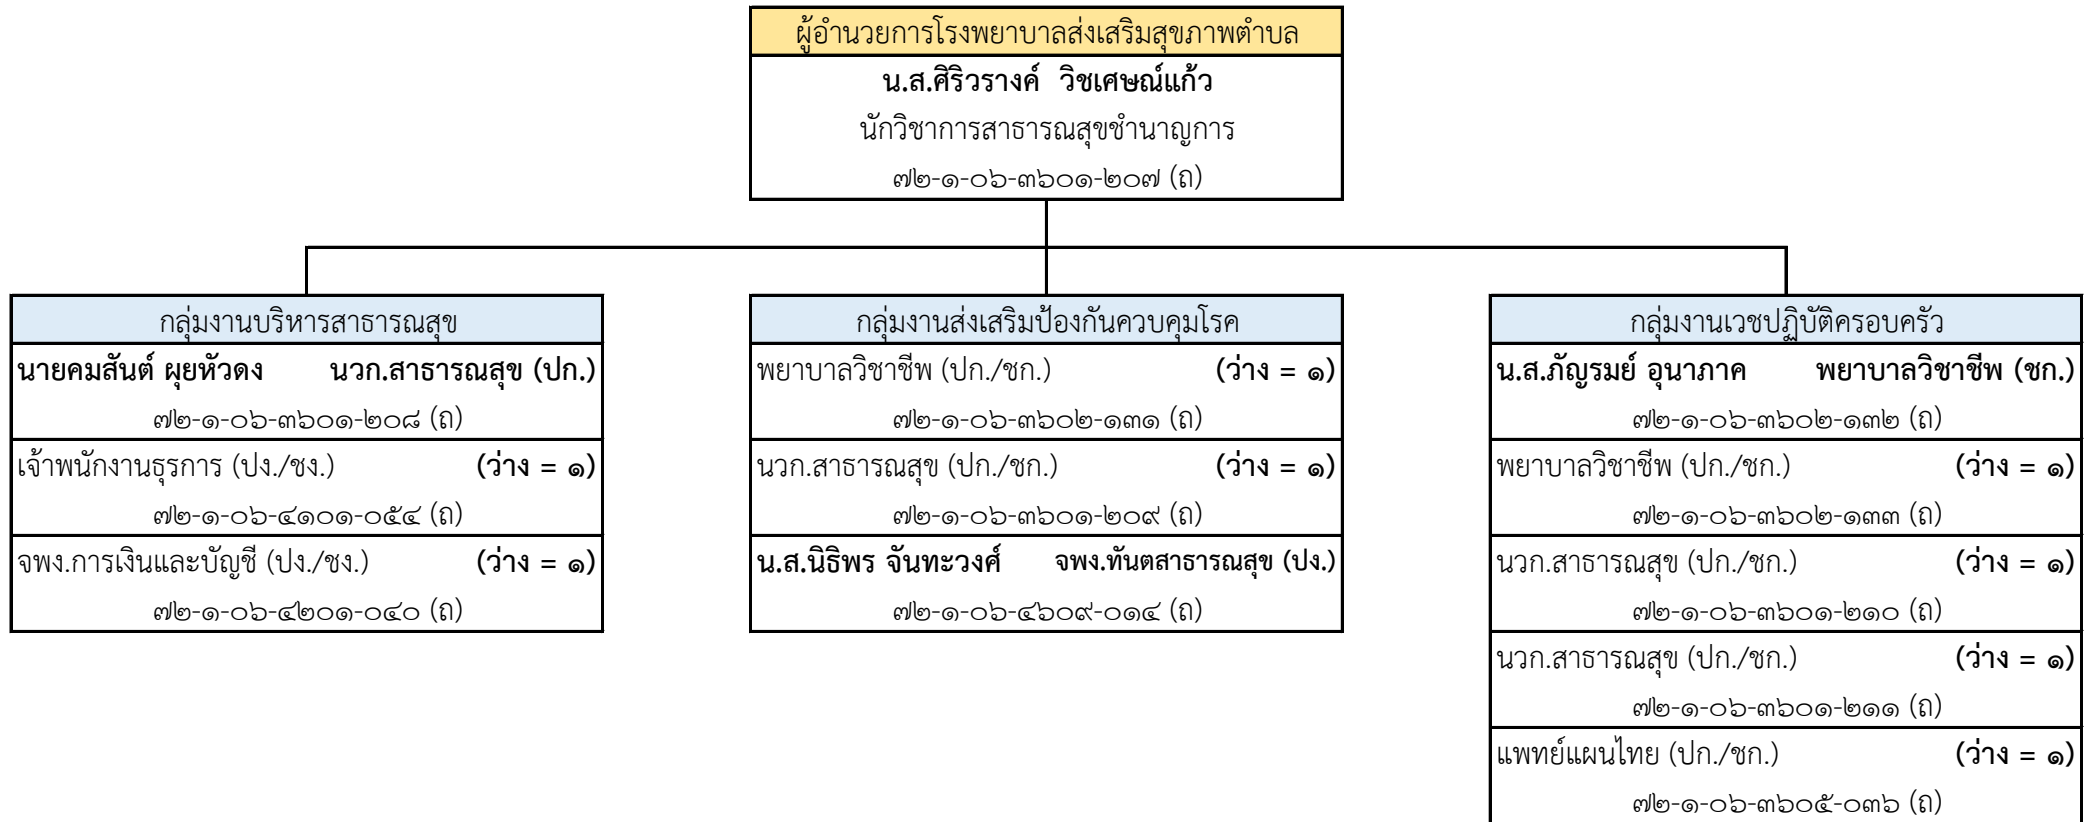 ผู้อำนวยการโรงพยาบาลส่งเสริมสุขภาพตำบล
น.ส.ศิริวรางค์  วิชเศษณ์แก้ว
นักวิชาการสาธารณสุขชำนาญการ
๗๒-๑-๐๖-๓๖๐๑-๒๐๗ (ถ)
กลุ่มงานบริหารสาธารณสุข
นายคมสันต์ ผุยหัวดง นวก.สาธารณสุข (ปก.)
๗๒-๑-๐๖-๓๖๐๑-๒๐๘ (ถ)
เจ้าพนักงานธุรการ (ปง./ชง.) (ว่าง = ๑)
๗๒-๑-๐๖-๔๑๐๑-๐๕๔ (ถ)
จพง.การเงินและบัญชี (ปง./ชง.) (ว่าง = ๑)
๗๒-๑-๐๖-๔๒๐๑-๐๔๐ (ถ)
กลุ่มงานส่งเสริมป้องกันควบคุมโรค
พยาบาลวิชาชีพ (ปก./ชก.) (ว่าง = ๑)
๗๒-๑-๐๖-๓๖๐๒-๑๓๑ (ถ)
นวก.สาธารณสุข (ปก./ชก.) (ว่าง = ๑)
๗๒-๑-๐๖-๓๖๐๑-๒๐๙ (ถ)
น.ส.นิธิพร จันทะวงศ์ จพง.ทันตสาธารณสุข (ปง.)
๗๒-๑-๐๖-๔๖๐๙-๐๑๔ (ถ)
กลุ่มงานเวชปฏิบัติครอบครัว
น.ส.ภัญรมย์ อุนาภาค พยาบาลวิชาชีพ (ชก.)
๗๒-๑-๐๖-๓๖๐๒-๑๓๒ (ถ)
พยาบาลวิชาชีพ (ปก./ชก.) (ว่าง = ๑)
๗๒-๑-๐๖-๓๖๐๒-๑๓๓ (ถ)
นวก.สาธารณสุข (ปก./ชก.) (ว่าง = ๑)
๗๒-๑-๐๖-๓๖๐๑-๒๑๐ (ถ)
นวก.สาธารณสุข (ปก./ชก.) (ว่าง = ๑)
๗๒-๑-๐๖-๓๖๐๑-๒๑๑ (ถ)
แพทย์แผนไทย (ปก./ชก.) (ว่าง = ๑)
๗๒-๑-๐๖-๓๖๐๕-๐๓๖ (ถ)